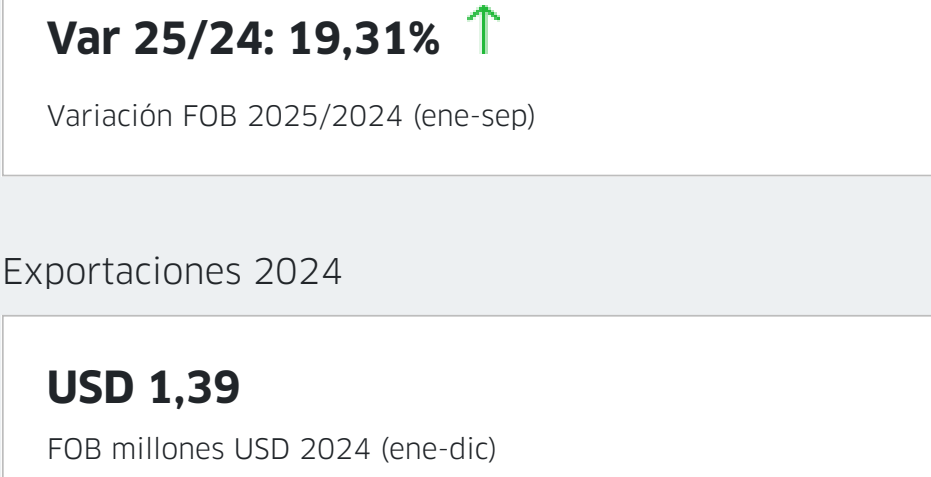 Var 25/24: 19,31% ↑
Variación FOB 2025/2024 (ene-sep)
Exportaciones 2024
USD 1,39
FOB millones USD 2024 (ene-dic)